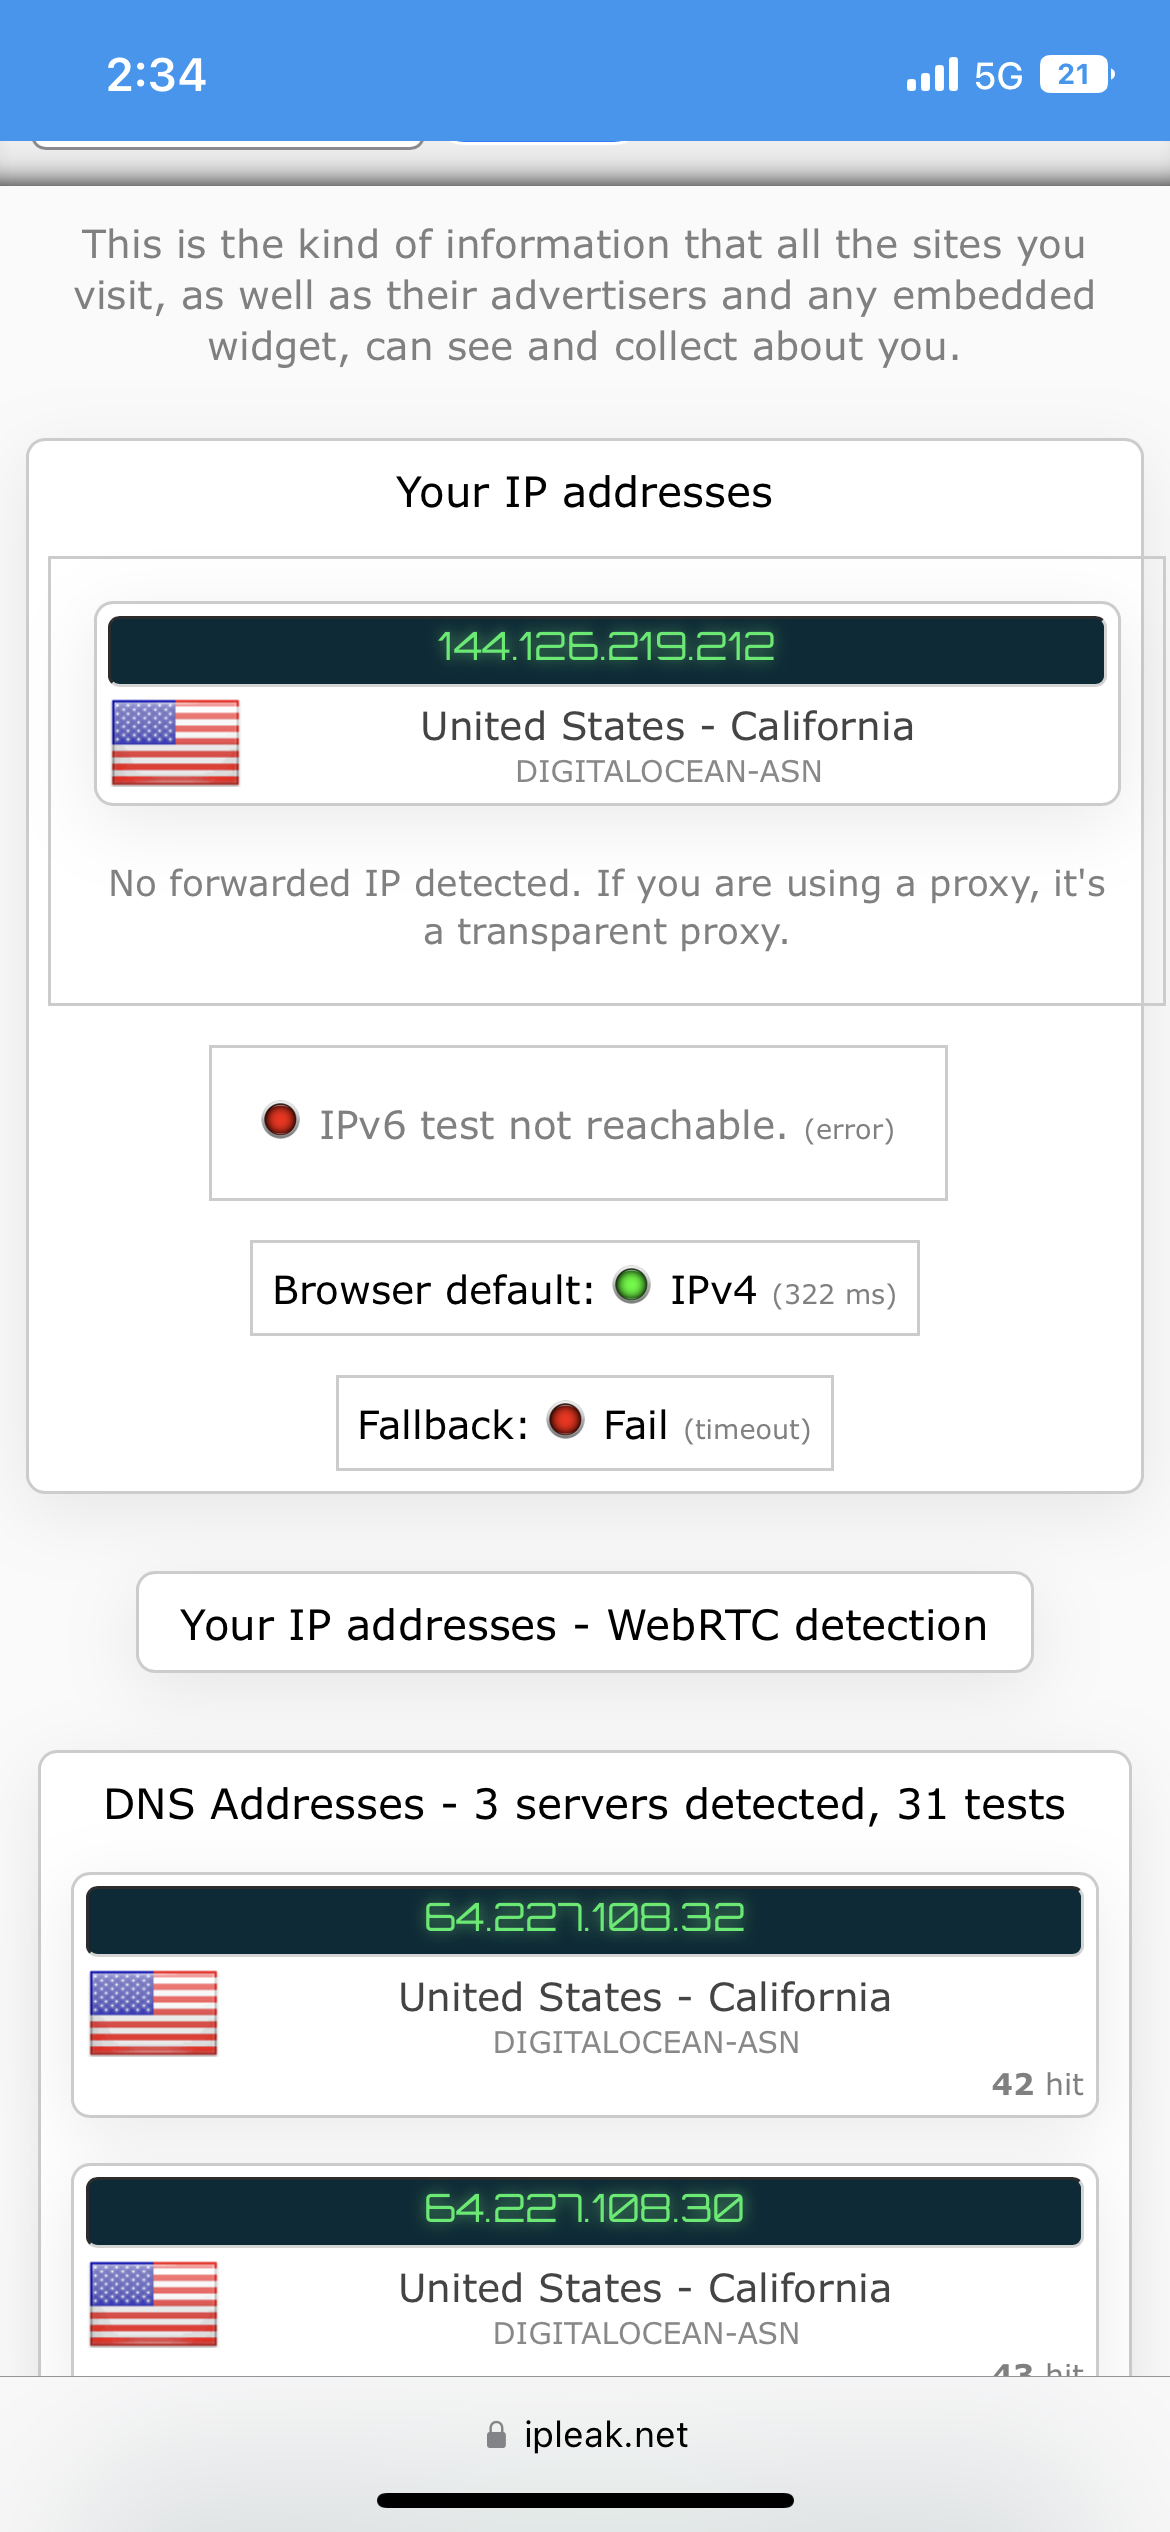 2:34
5G
21
This is the kind of information that all the sites you
visit, as well as their advertisers and any embedded
widget, can see and collect about you.
Your IP addresses
144.126.219.212
United States - California
DIGITALOCEAN-ASN
No forwarded IP detected. If you are using a proxy, it's
a transparent proxy.
IPv6 test not reachable. (error)
Browser default: IPv4 (322 ms)
Fallback: Fail (timeout)
Your IP addresses - WebRTC detection
DNS Addresses - 3 servers detected, 31 tests
64.227.108.32
United States - California
DIGITALOCEAN-ASN
42 hit
64.227.108.30
United States - California
DIGITALOCEAN-ASN
43 hit
ipleak.net